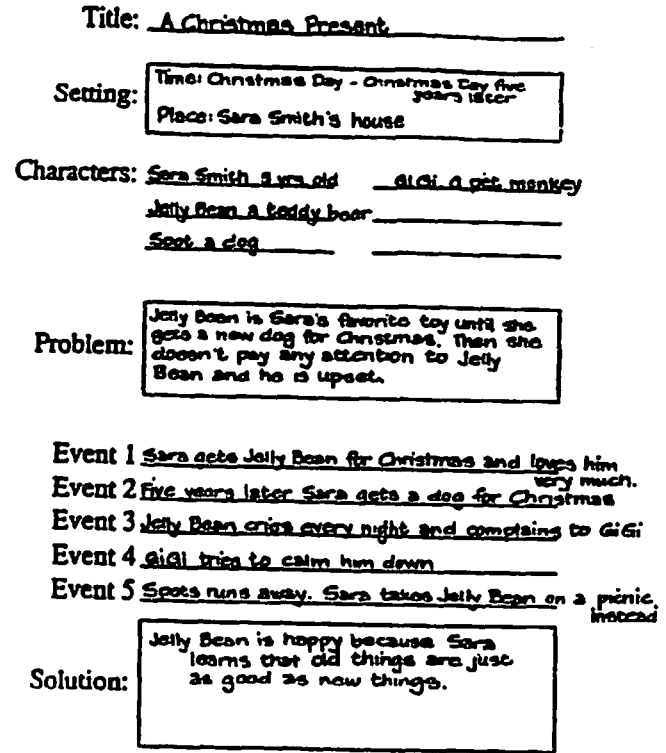 Title: A Christmas Present
Setting:
Time: Christmas Day - Christmas Day five
years later
Place: Sara Smith's house
Characters: Sara Smith 9 yrs old GiGi a pet monkey
Jelly Bean a teddy bear
Spot a dog
Problem:
Jelly Bean is Sara's favorite toy until she
gets a new dog for Christmas. Then she
doesn't pay any attention to Jelly
Bean and he is upset.
Event 1 Sara gets Jelly Bean for Christmas and loves him
very much.
Event 2 Five years later Sara gets a dog for Christmas
Event 3 Jelly Bean cries every night and complains to GiGi
Event 4 GiGi tries to calm him down
Event 5 Spots runs away. Sara takes Jelly Bean on a picnic
instead
Solution:
Jelly Bean is happy because Sara
learns that old things are just
as good as new things.